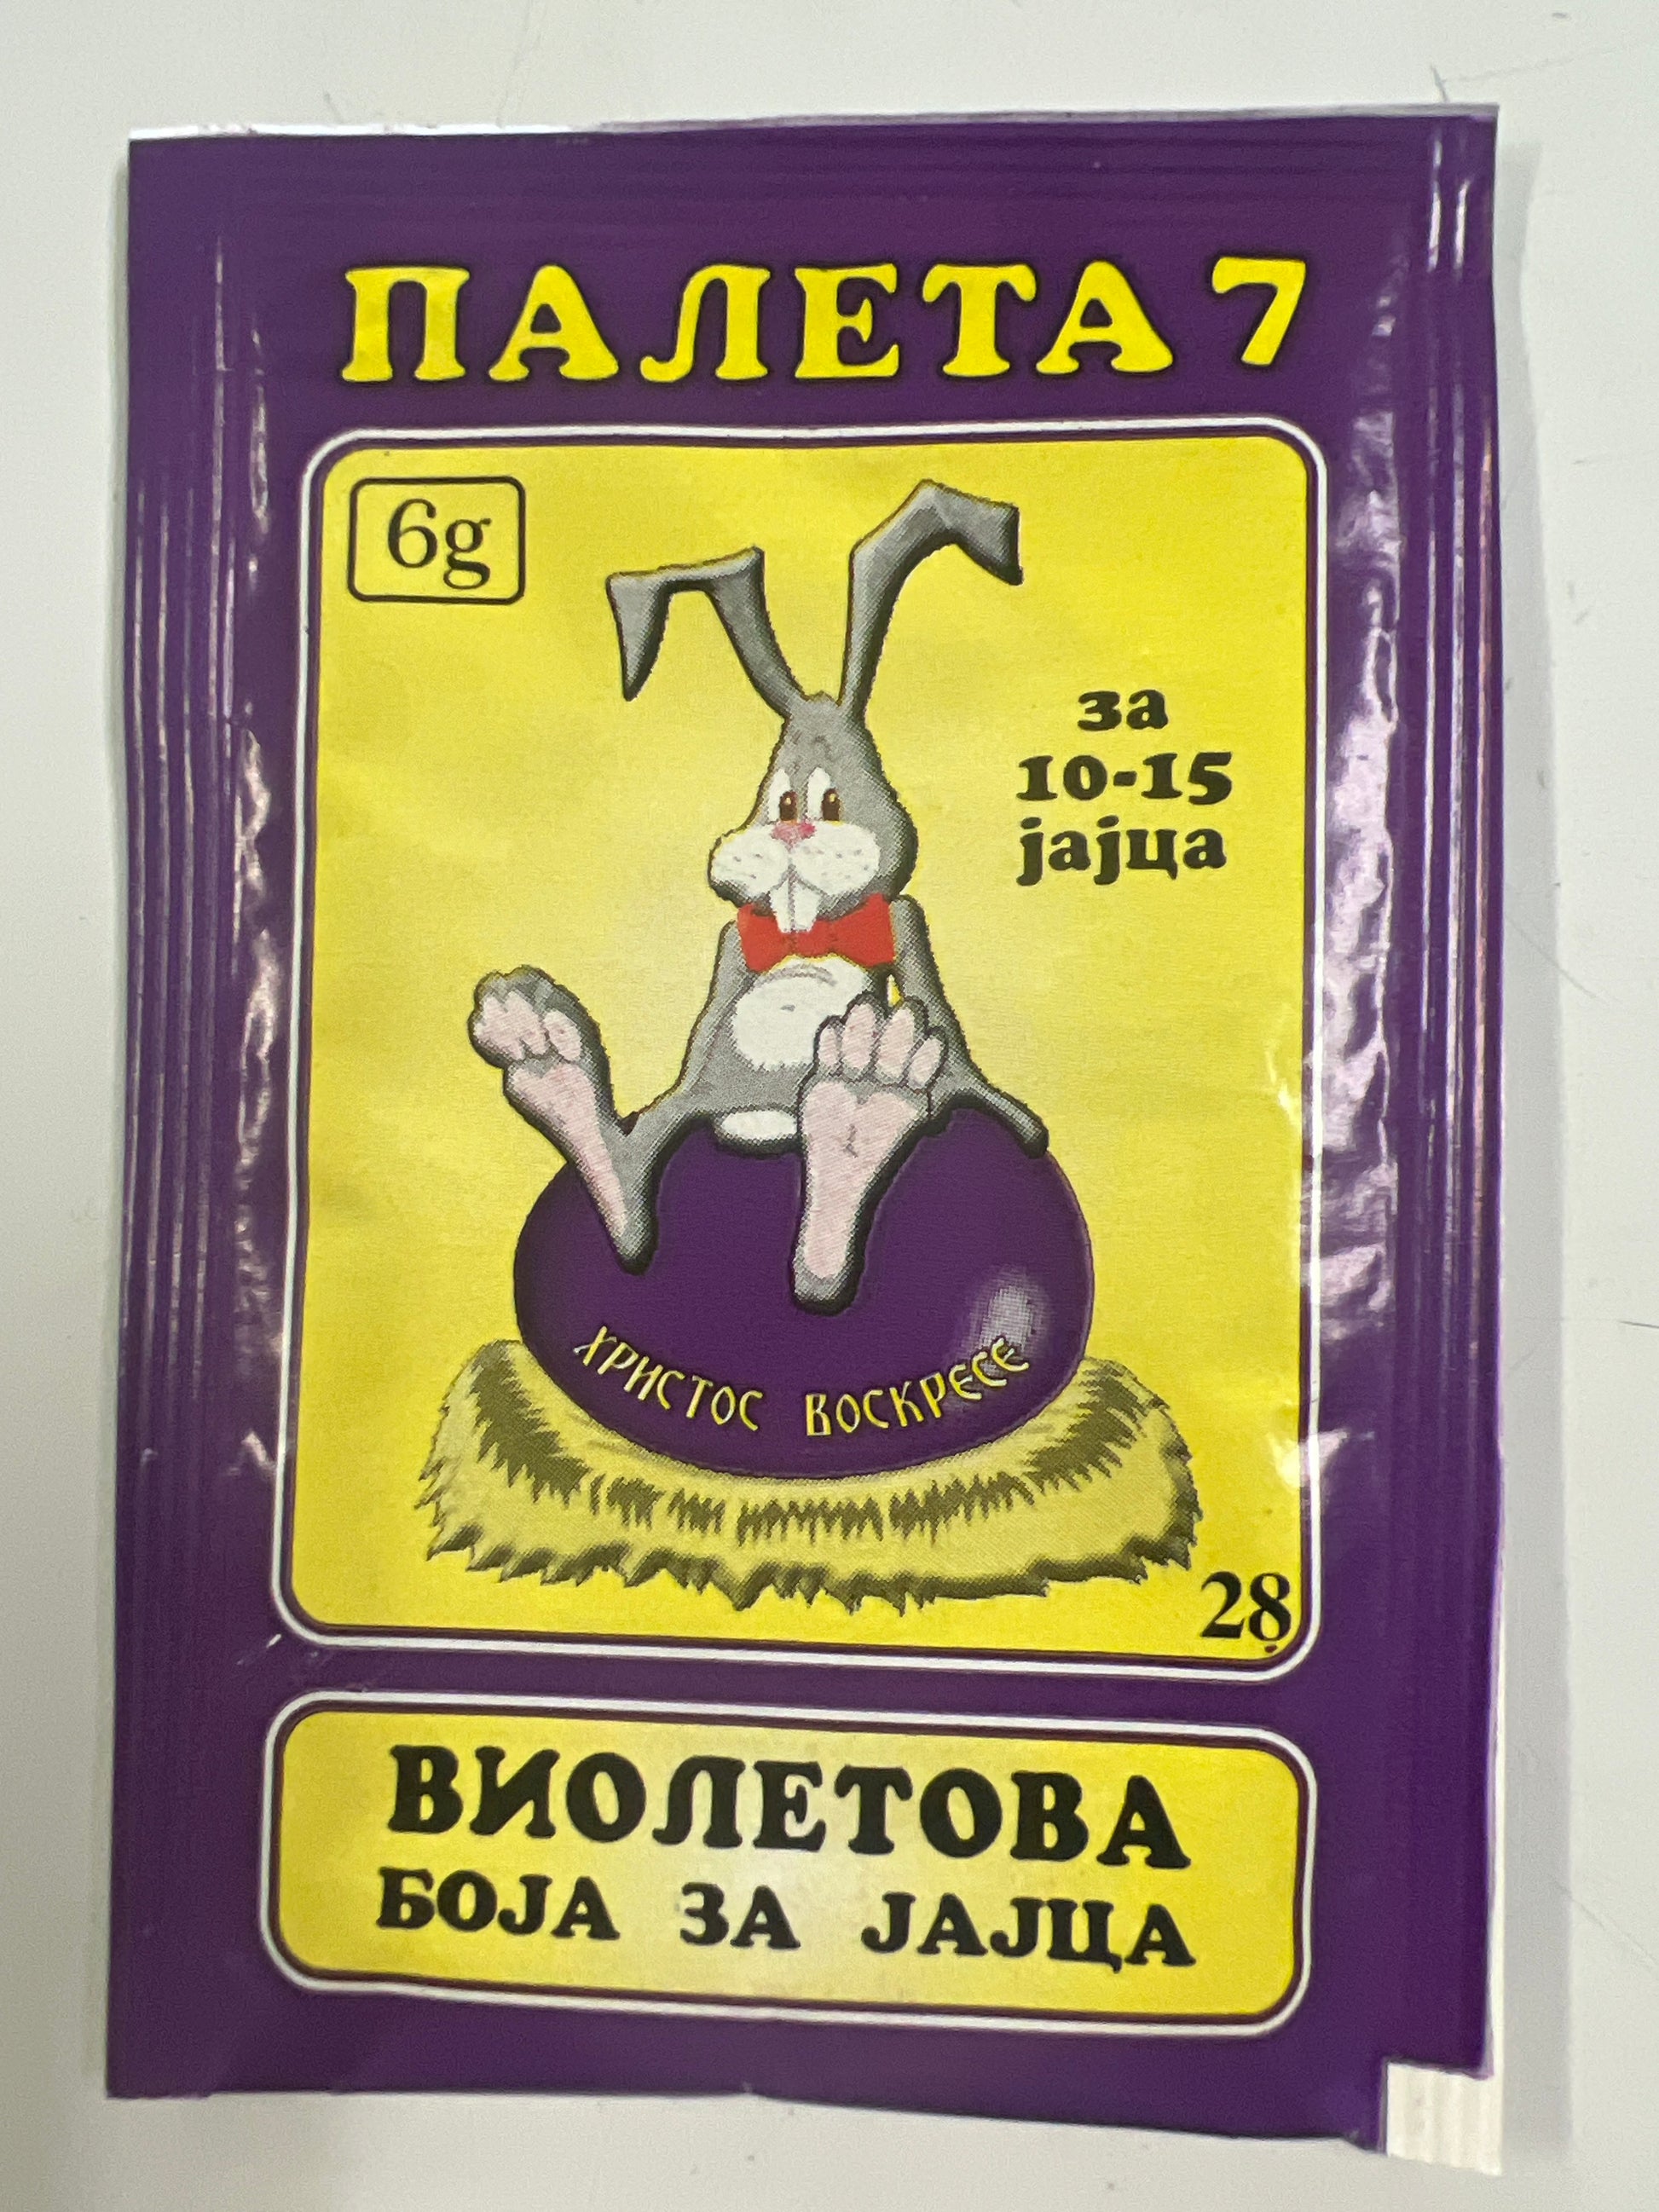 ПАЛЕТА 7
6g
за
10-15
јајца
ХРИСТОС ВОСКРЕСЕ
28
ВИОЛЕТОВА
БОЈА ЗА ЈАЈЦА